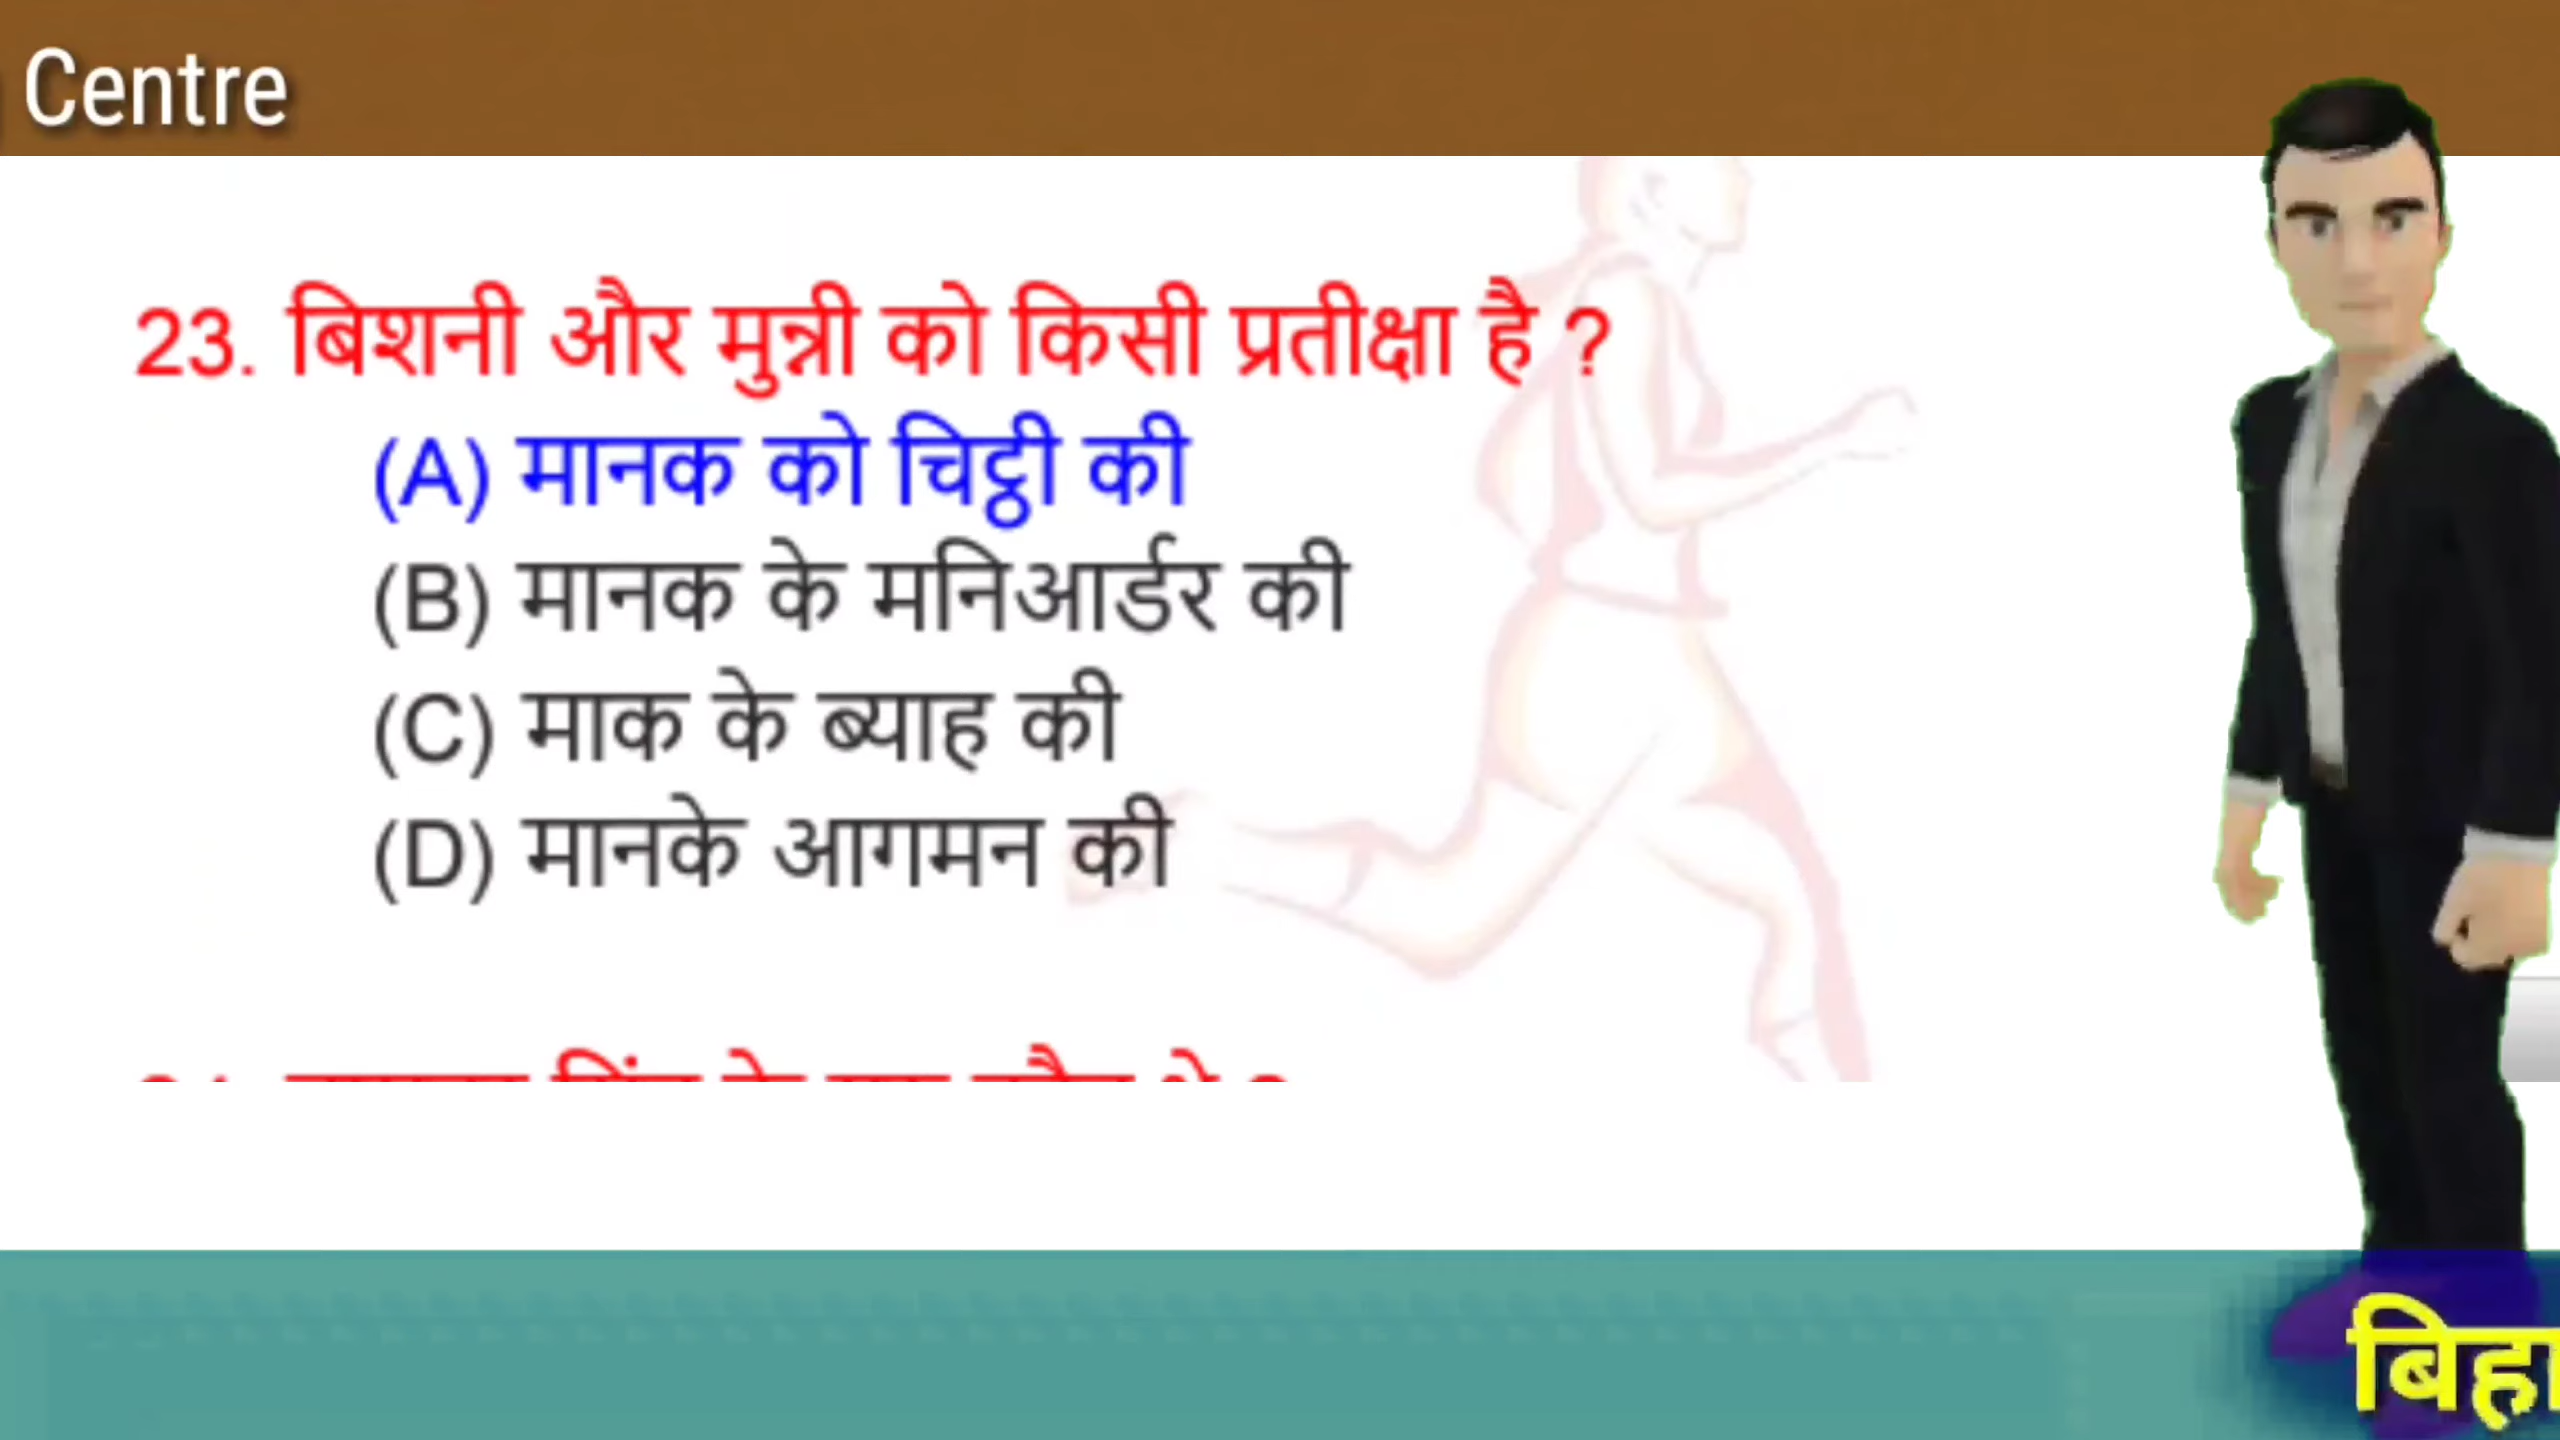 Centre
23. बिशनी और मुन्नी को किसी प्रतीक्षा है ?
(A) मानक को चिट्ठी की
(B) मानक के मनिआर्डर की
(C) माक के ब्याह की
(D) मानके आगमन की